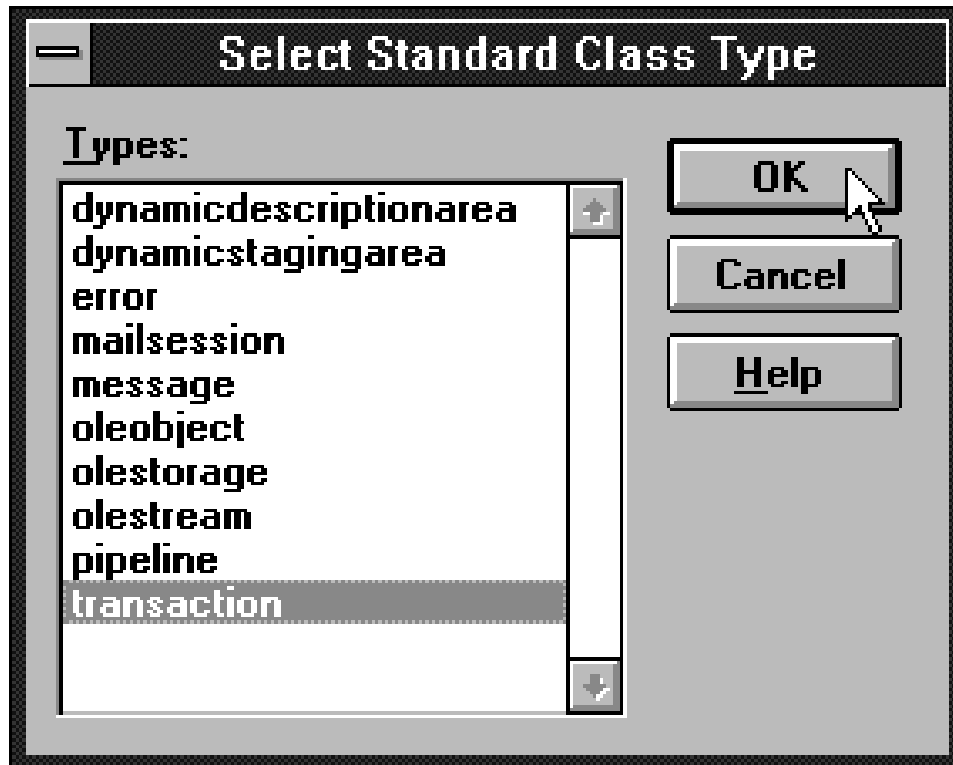 Select Standard Class Type
Types:
dynamicdescriptionarea
dynamicstagingarea
error
mailsession
message
oleobject
olestorage
olestream
pipeline
transaction
OK
Cancel
Help